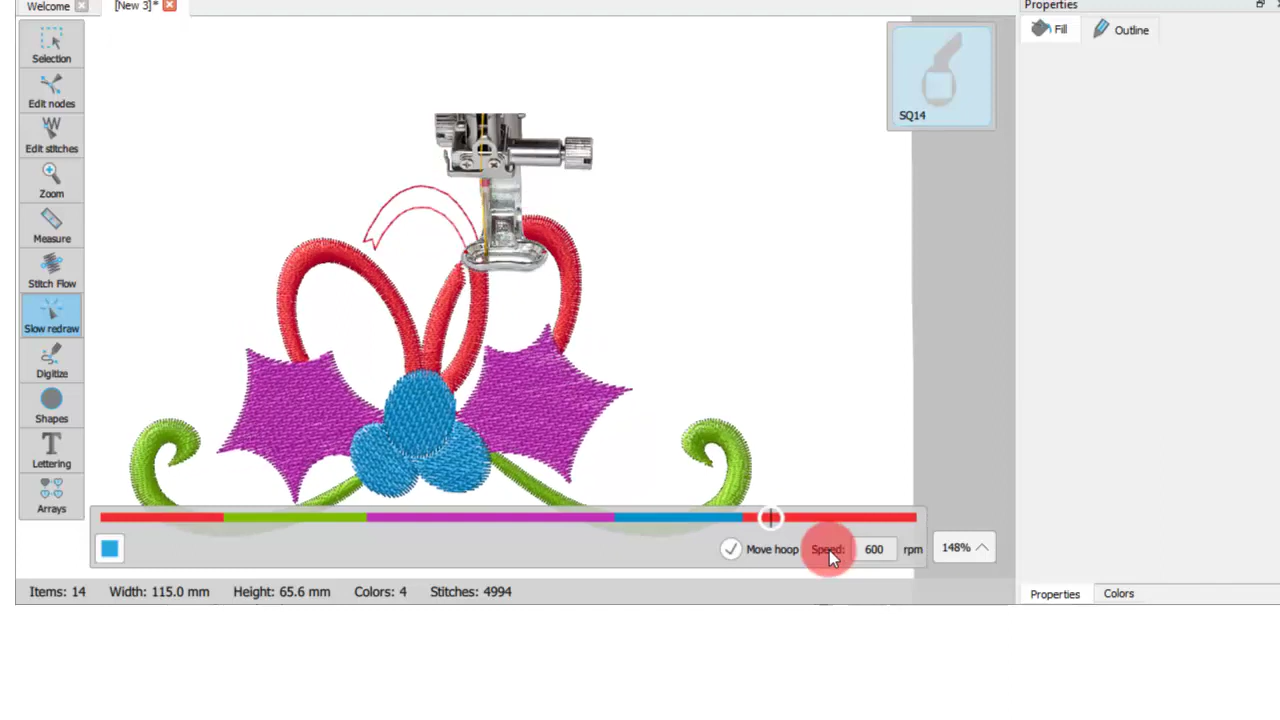 Welcome
[New 3]*
Properties
Selection
Edit nodes
Edit stitches
Zoom
Measure
Stitch Flow
Slow redraw
Digitize
Shapes
Lettering
Arrays
SQ14
Fill
Outline
Move hoop Speed: 600 rpm
148%
Items: 14 Width: 115.0 mm Height: 65.6 mm Colors: 4 Stitches: 4994
Properties Colors